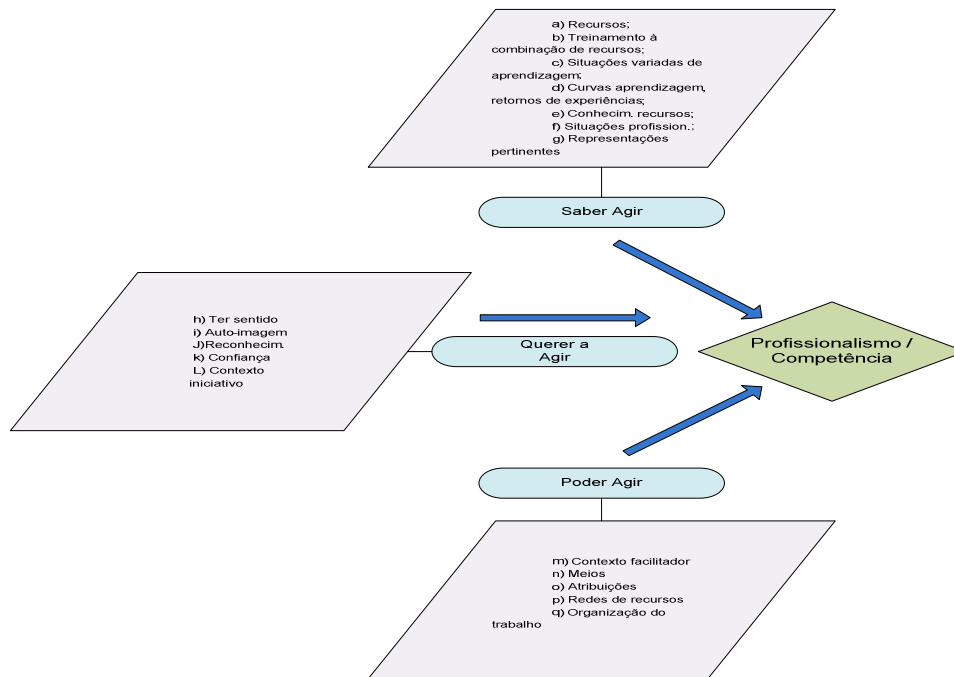 a) Recursos;
b) Treinamento à
combinação de recursos;
c) Situações variadas de
aprendizagem;
d) Curvas aprendizagem,
retornos de experiências;
e) Conhecim. recursos;
f) Situações profission.;
g) Representações
pertinentes
Saber Agir
h) Ter sentido
i) Auto-imagem
J)Reconhecim.
k) Confiança
L) Contexto
iniciativo
Querer a
Agir
Profissionalismo /
Competência
Poder Agir
m) Contexto facilitador
n) Meios
o) Atribuições
p) Redes de recursos
q) Organização do
trabalho